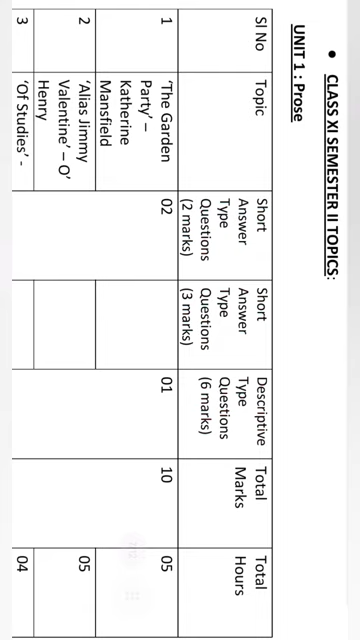 • CLASS XI SEMESTER II TOPICS:
UNIT 1 : Prose
Sl No
Topic
Short
Answer
Type
Questions
(2 marks)
Short
Answer
Type
Questions
(3 marks)
Descriptive
Type
Questions
(6 marks)
Total
Marks
Total
Hours
1
'The Garden
Party' –
Katherine
Mansfield
02
01
10
05
2
'Alias Jimmy
Valentine' – O'
Henry
05
3
'Of Studies' -
04